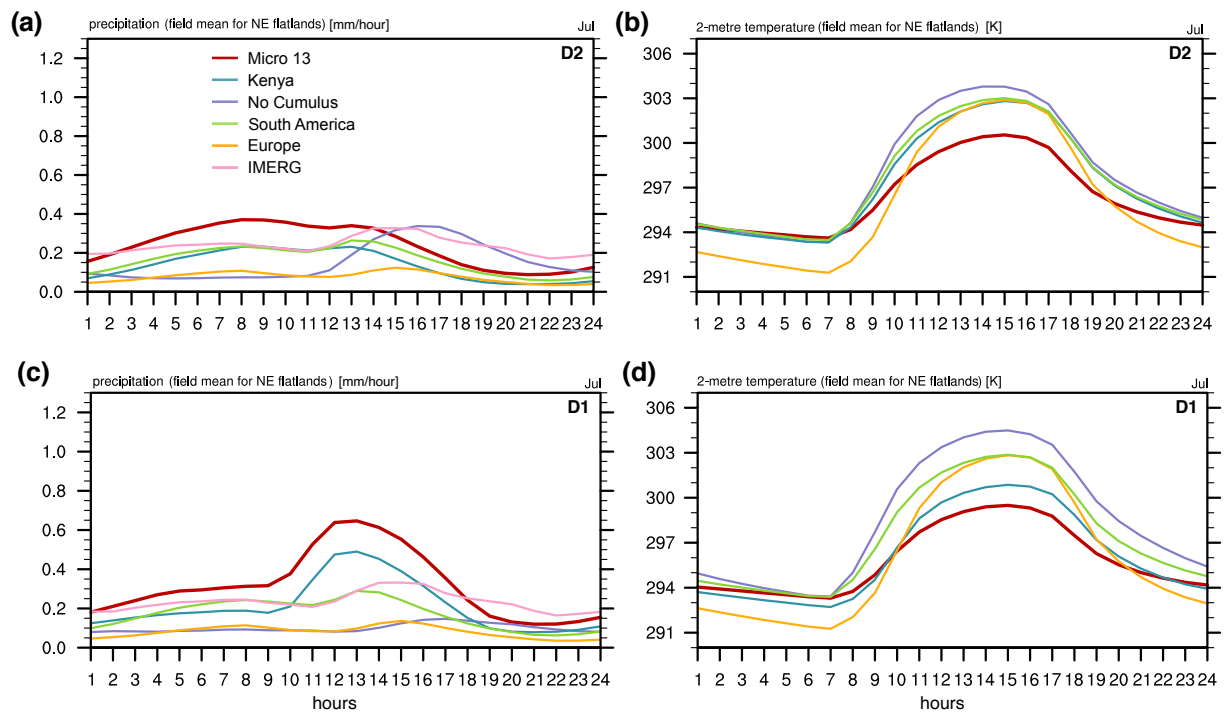 (a) precipitation (field mean for NE flatlands) [mm/hour] Jul
D2
1.2
1.0
0.8
0.6
0.4
0.2
0.0
Micro 13
Kenya
No Cumulus
South America
Europe
IMERG
1 2 3 4 5 6 7 8 9 10 11 12 13 14 15 16 17 18 19 20 21 22 23 24
(b) 2-metre temperature (field mean for NE flatlands) [K] Jul
D2
306
303
300
297
294
291
1 2 3 4 5 6 7 8 9 10 11 12 13 14 15 16 17 18 19 20 21 22 23 24
(c) precipitation (field mean for NE flatlands) [mm/hour] Jul
D1
1.2
1.0
0.8
0.6
0.4
0.2
0.0
1 2 3 4 5 6 7 8 9 10 11 12 13 14 15 16 17 18 19 20 21 22 23 24
hours
(d) 2-metre temperature (field mean for NE flatlands) [K] Jul
D1
306
303
300
297
294
291
1 2 3 4 5 6 7 8 9 10 11 12 13 14 15 16 17 18 19 20 21 22 23 24
hours